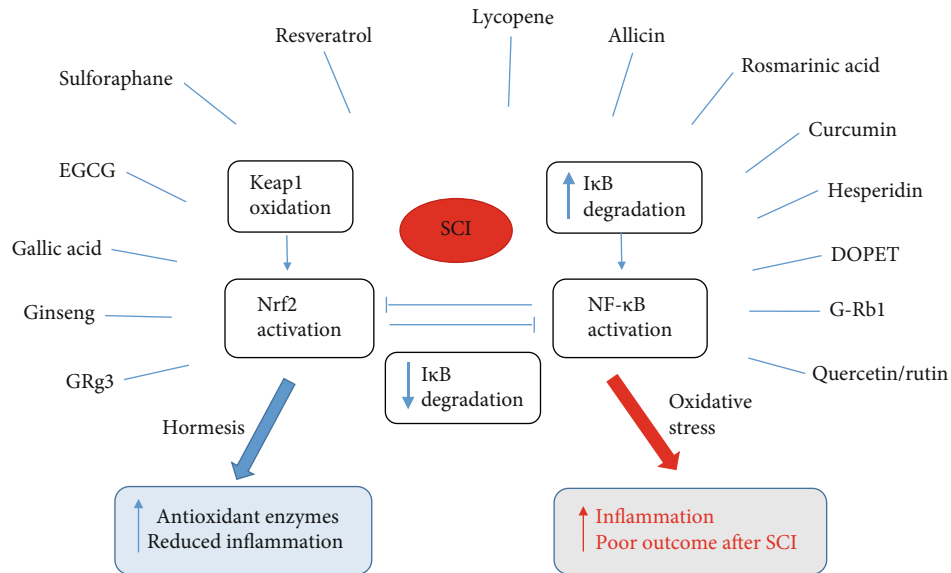 Lycopene
Resveratrol
Allicin
Rosmarinic acid
Sulforaphane
Curcumin
EGCG
Keap1
oxidation
IκB
degradation
Hesperidin
SCI
Gallic acid
DOPET
Ginseng
Nrf2
activation
NF-κB
activation
G-Rb1
GRg3
IκB
degradation
Quercetin/rutin
Hormesis
Oxidative
stress
Antioxidant enzymes
Reduced inflammation
Inflammation
Poor outcome after SCI